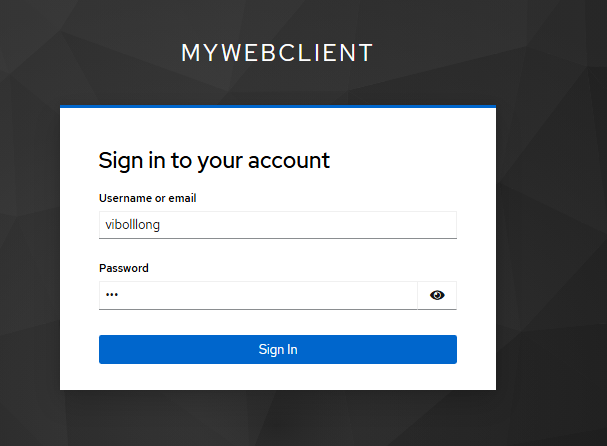 MYWEBCLIENT
Sign in to your account
Username or email
vibolllong
Password
•••
Sign In